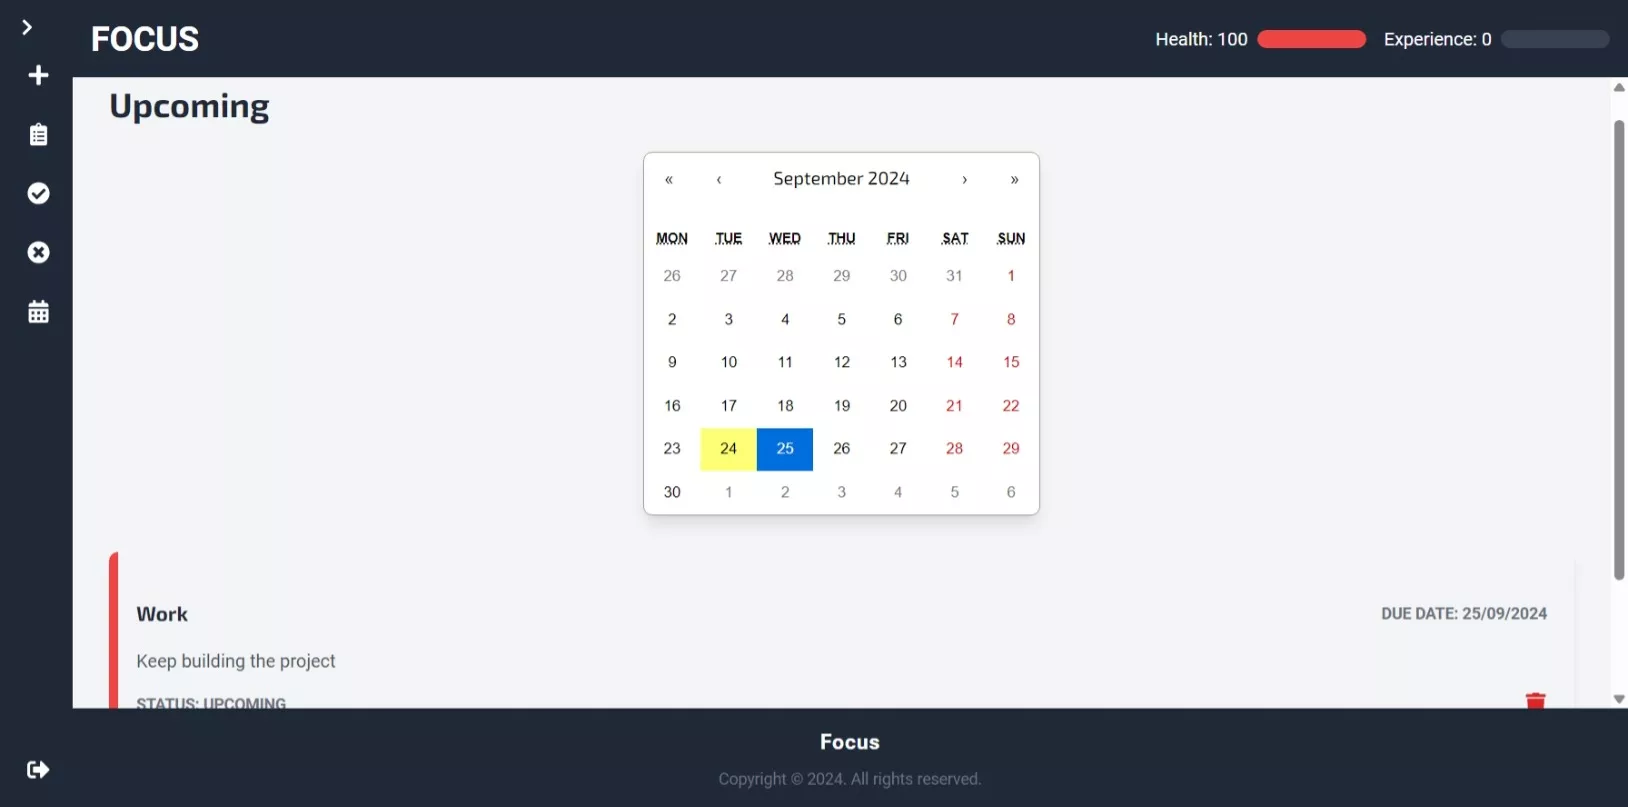 FOCUS
Health: 100
Experience: 0
Upcoming
« ‹ September 2024 › »
MON TUE WED THU FRI SAT SUN
26 27 28 29 30 31 1
2 3 4 5 6 7 8
9 10 11 12 13 14 15
16 17 18 19 20 21 22
23 24 25 26 27 28 29
30 1 2 3 4 5 6
Work
DUE DATE: 25/09/2024
Keep building the project
STATUS: UPCOMING
Focus
Copyright © 2024. All rights reserved.